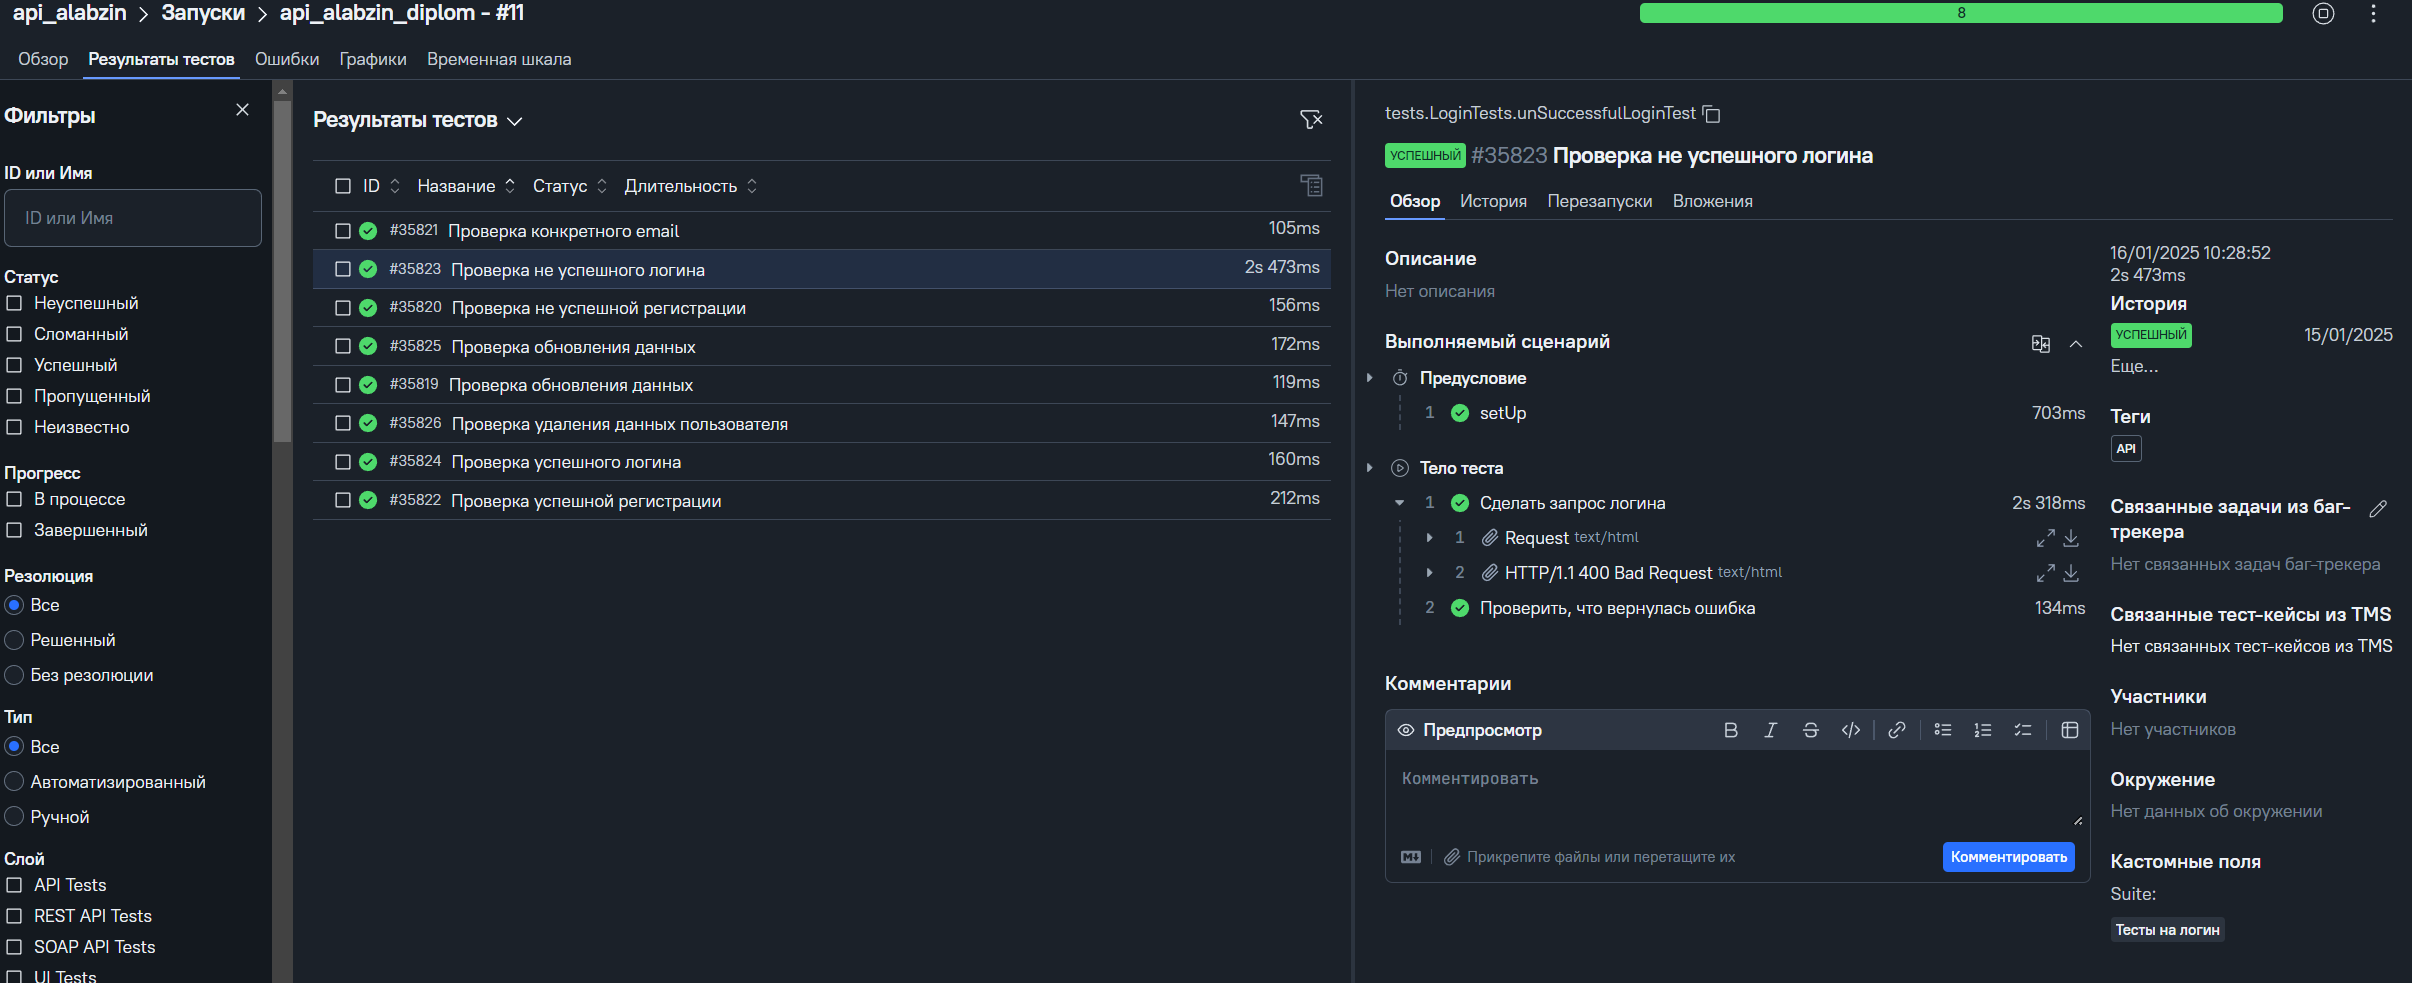 api_alabzin > Запуски > api_alabzin_diplom - #11
8
Обзор Результаты тестов Ошибки Графики Временная шкала
Фильтры
ID или Имя
ID или Имя
Статус
Неуспешный
Сломанный
Успешный
Пропущенный
Неизвестно
Прогресс
В процессе
Завершенный
Резолюция
Все
Решенный
Без резолюции
Тип
Все
Автоматизированный
Ручной
Слой
API Tests
REST API Tests
SOAP API Tests
UI Tests
Результаты тестов
ID Название Статус Длительность
#35821 Проверка конкретного email 105ms
#35823 Проверка не успешного логина 2s 473ms
#35820 Проверка не успешной регистрации 156ms
#35825 Проверка обновления данных 172ms
#35819 Проверка обновления данных 119ms
#35826 Проверка удаления данных пользователя 147ms
#35824 Проверка успешного логина 160ms
#35822 Проверка успешной регистрации 212ms
tests.LoginTests.unSuccessfulLoginTest
УСПЕШНЫЙ #35823 Проверка не успешного логина
Обзор История Перезапуски Вложения
Описание
Нет описания
Выполняемый сценарий
Предусловие
1 setUp 703ms
Тело теста
1 Сделать запрос логина 2s 318ms
1 Request text/html
2 HTTP/1.1 400 Bad Request text/html
2 Проверить, что вернулась ошибка 134ms
Комментарии
Предпросмотр
Комментировать
Прикрепите файлы или перетащите их
Комментировать
16/01/2025 10:28:52
2s 473ms
История
УСПЕШНЫЙ 15/01/2025
Еще...
Теги
API
Связанные задачи из баг-
трекера
Нет связанных задач баг-трекера
Связанные тест-кейсы из TMS
Нет связанных тест-кейсов из TMS
Участники
Нет участников
Окружение
Нет данных об окружении
Кастомные поля
Suite:
Тесты на логин